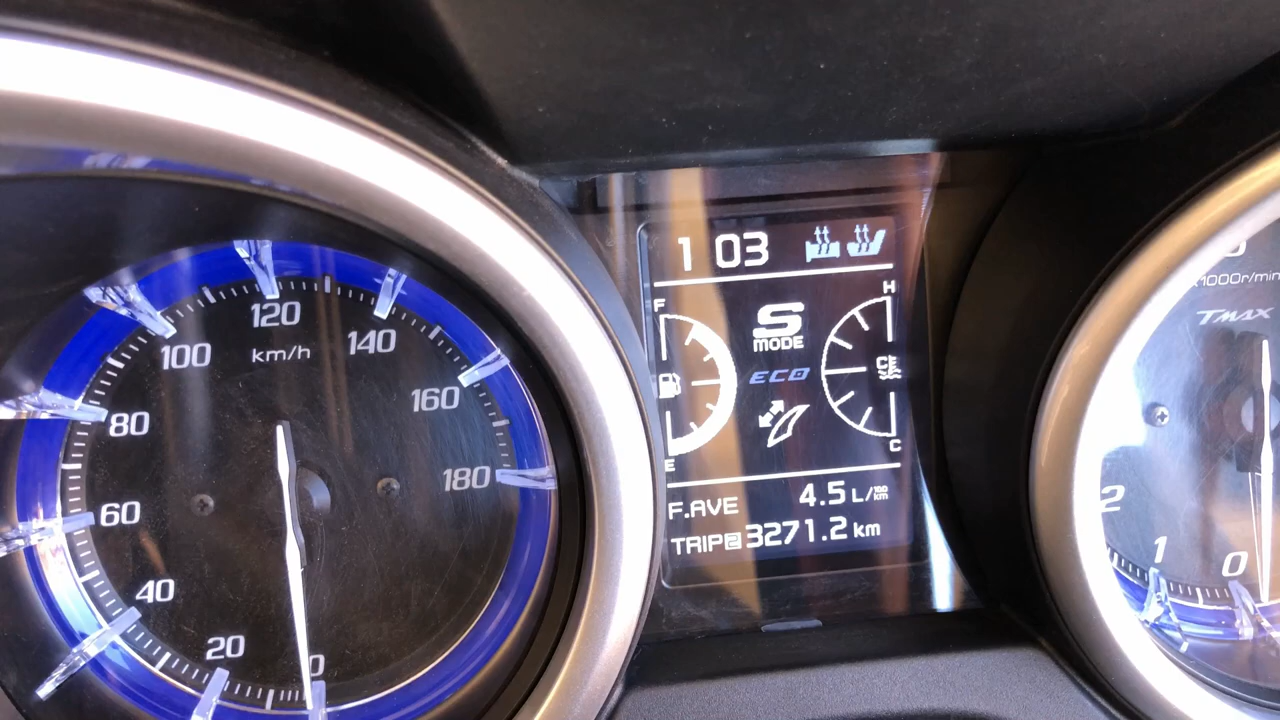 120
100
140
km/h
80
160
60
180
40
20
0
1 03
F
H
S
MODE
ECO
E
C
F.AVE 4.5 L/100km
TRIP2 3271.2 km
x1000r/min
TMAX
2
1
0